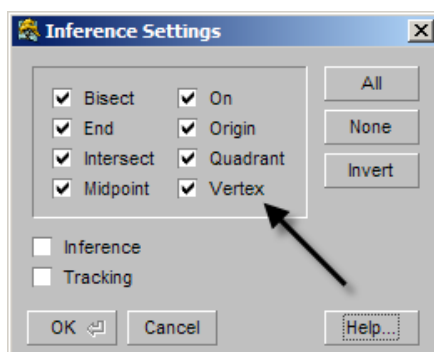 Inference Settings
All
Bisect On
End Origin
None
Intersect Quadrant
Invert
Midpoint Vertex
Inference
Tracking
OK Cancel Help...